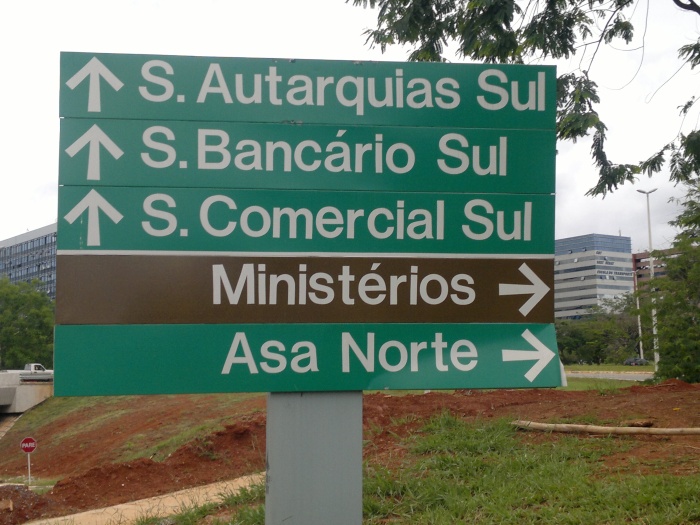 S. Autarquias Sul
S. Bancário Sul
S. Comercial Sul
Ministérios
Asa Norte
PARE